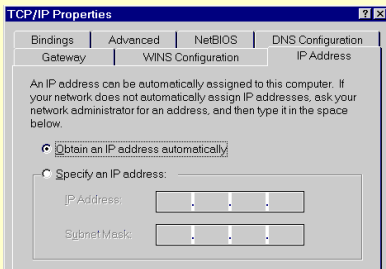 TCP/IP Properties
Bindings Advanced NetBIOS DNS Configuration
Gateway WINS Configuration IP Address
An IP address can be automatically assigned to this computer. If
your network does not automatically assign IP addresses, ask your
network administrator for an address, and then type it in the space
below.
Obtain an IP address automatically
Specify an IP address:
IP Address: . . .
Subnet Mask: . . .